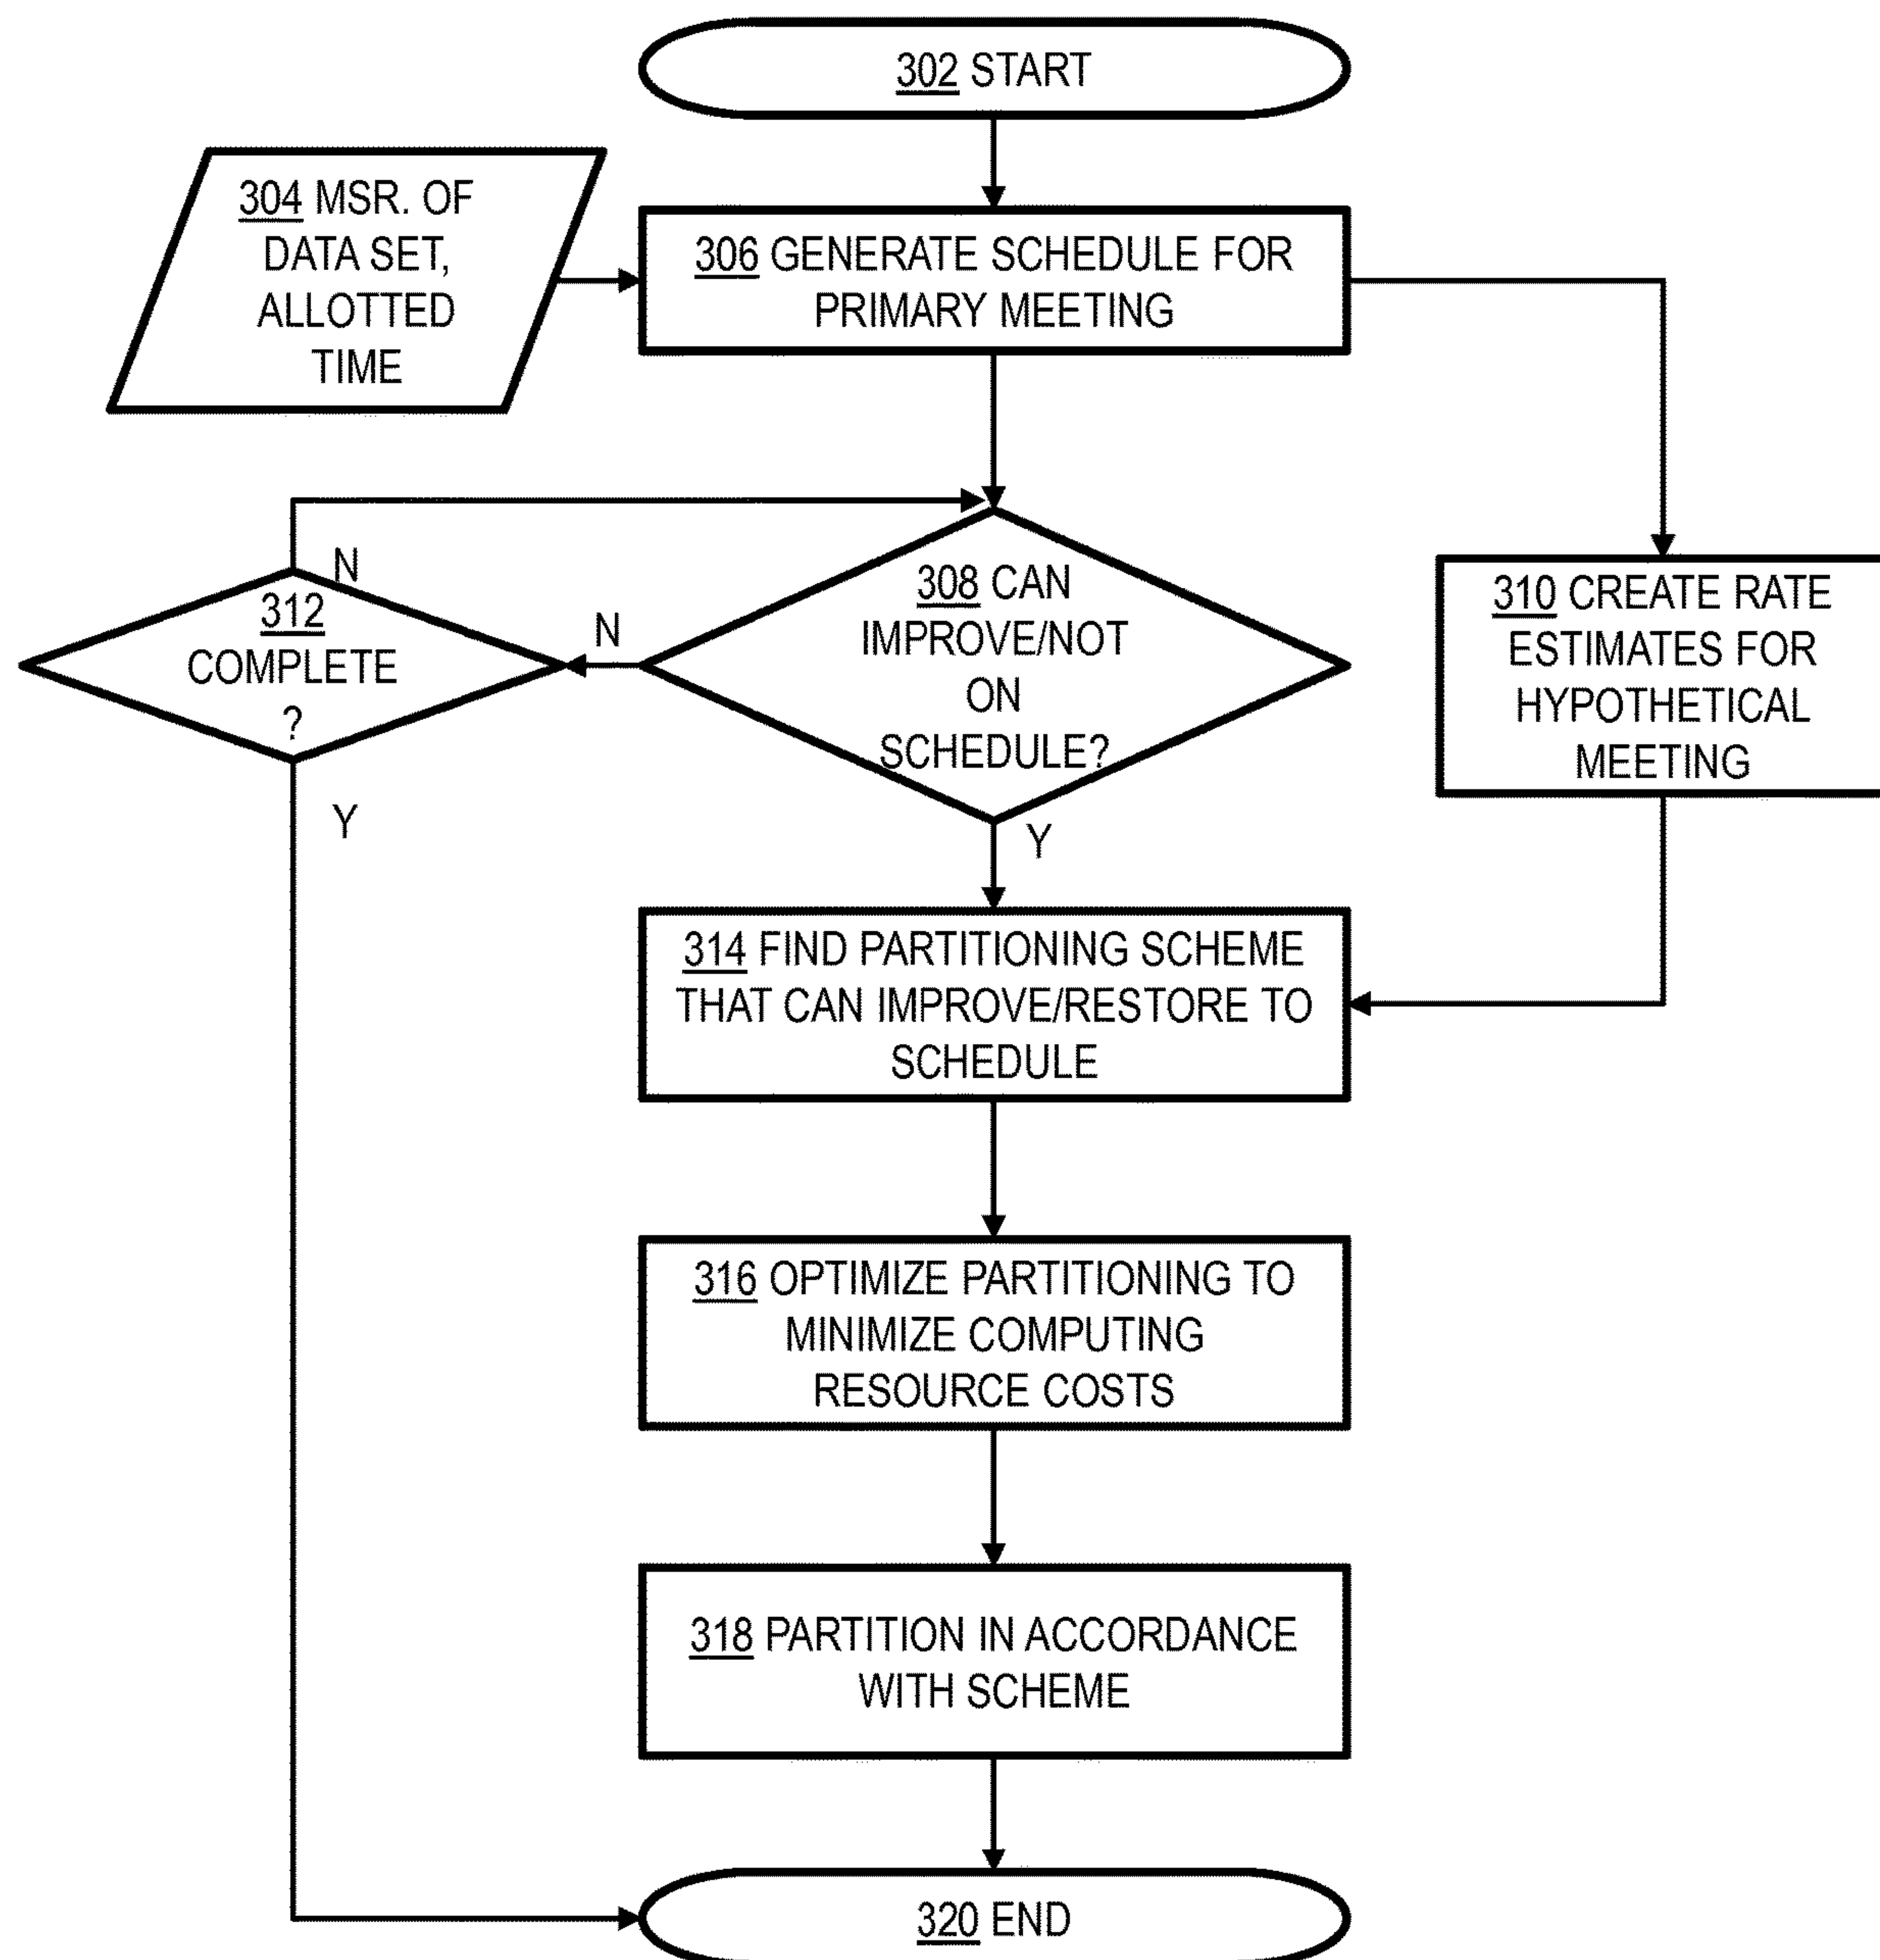 302 START
304 MSR. OF
DATA SET,
ALLOTTED
TIME
306 GENERATE SCHEDULE FOR
PRIMARY MEETING
N
312
COMPLETE
?
Y
N
308 CAN
IMPROVE/NOT
ON
SCHEDULE?
Y
310 CREATE RATE
ESTIMATES FOR
HYPOTHETICAL
MEETING
314 FIND PARTITIONING SCHEME
THAT CAN IMPROVE/RESTORE TO
SCHEDULE
316 OPTIMIZE PARTITIONING TO
MINIMIZE COMPUTING
RESOURCE COSTS
318 PARTITION IN ACCORDANCE
WITH SCHEME
320 END